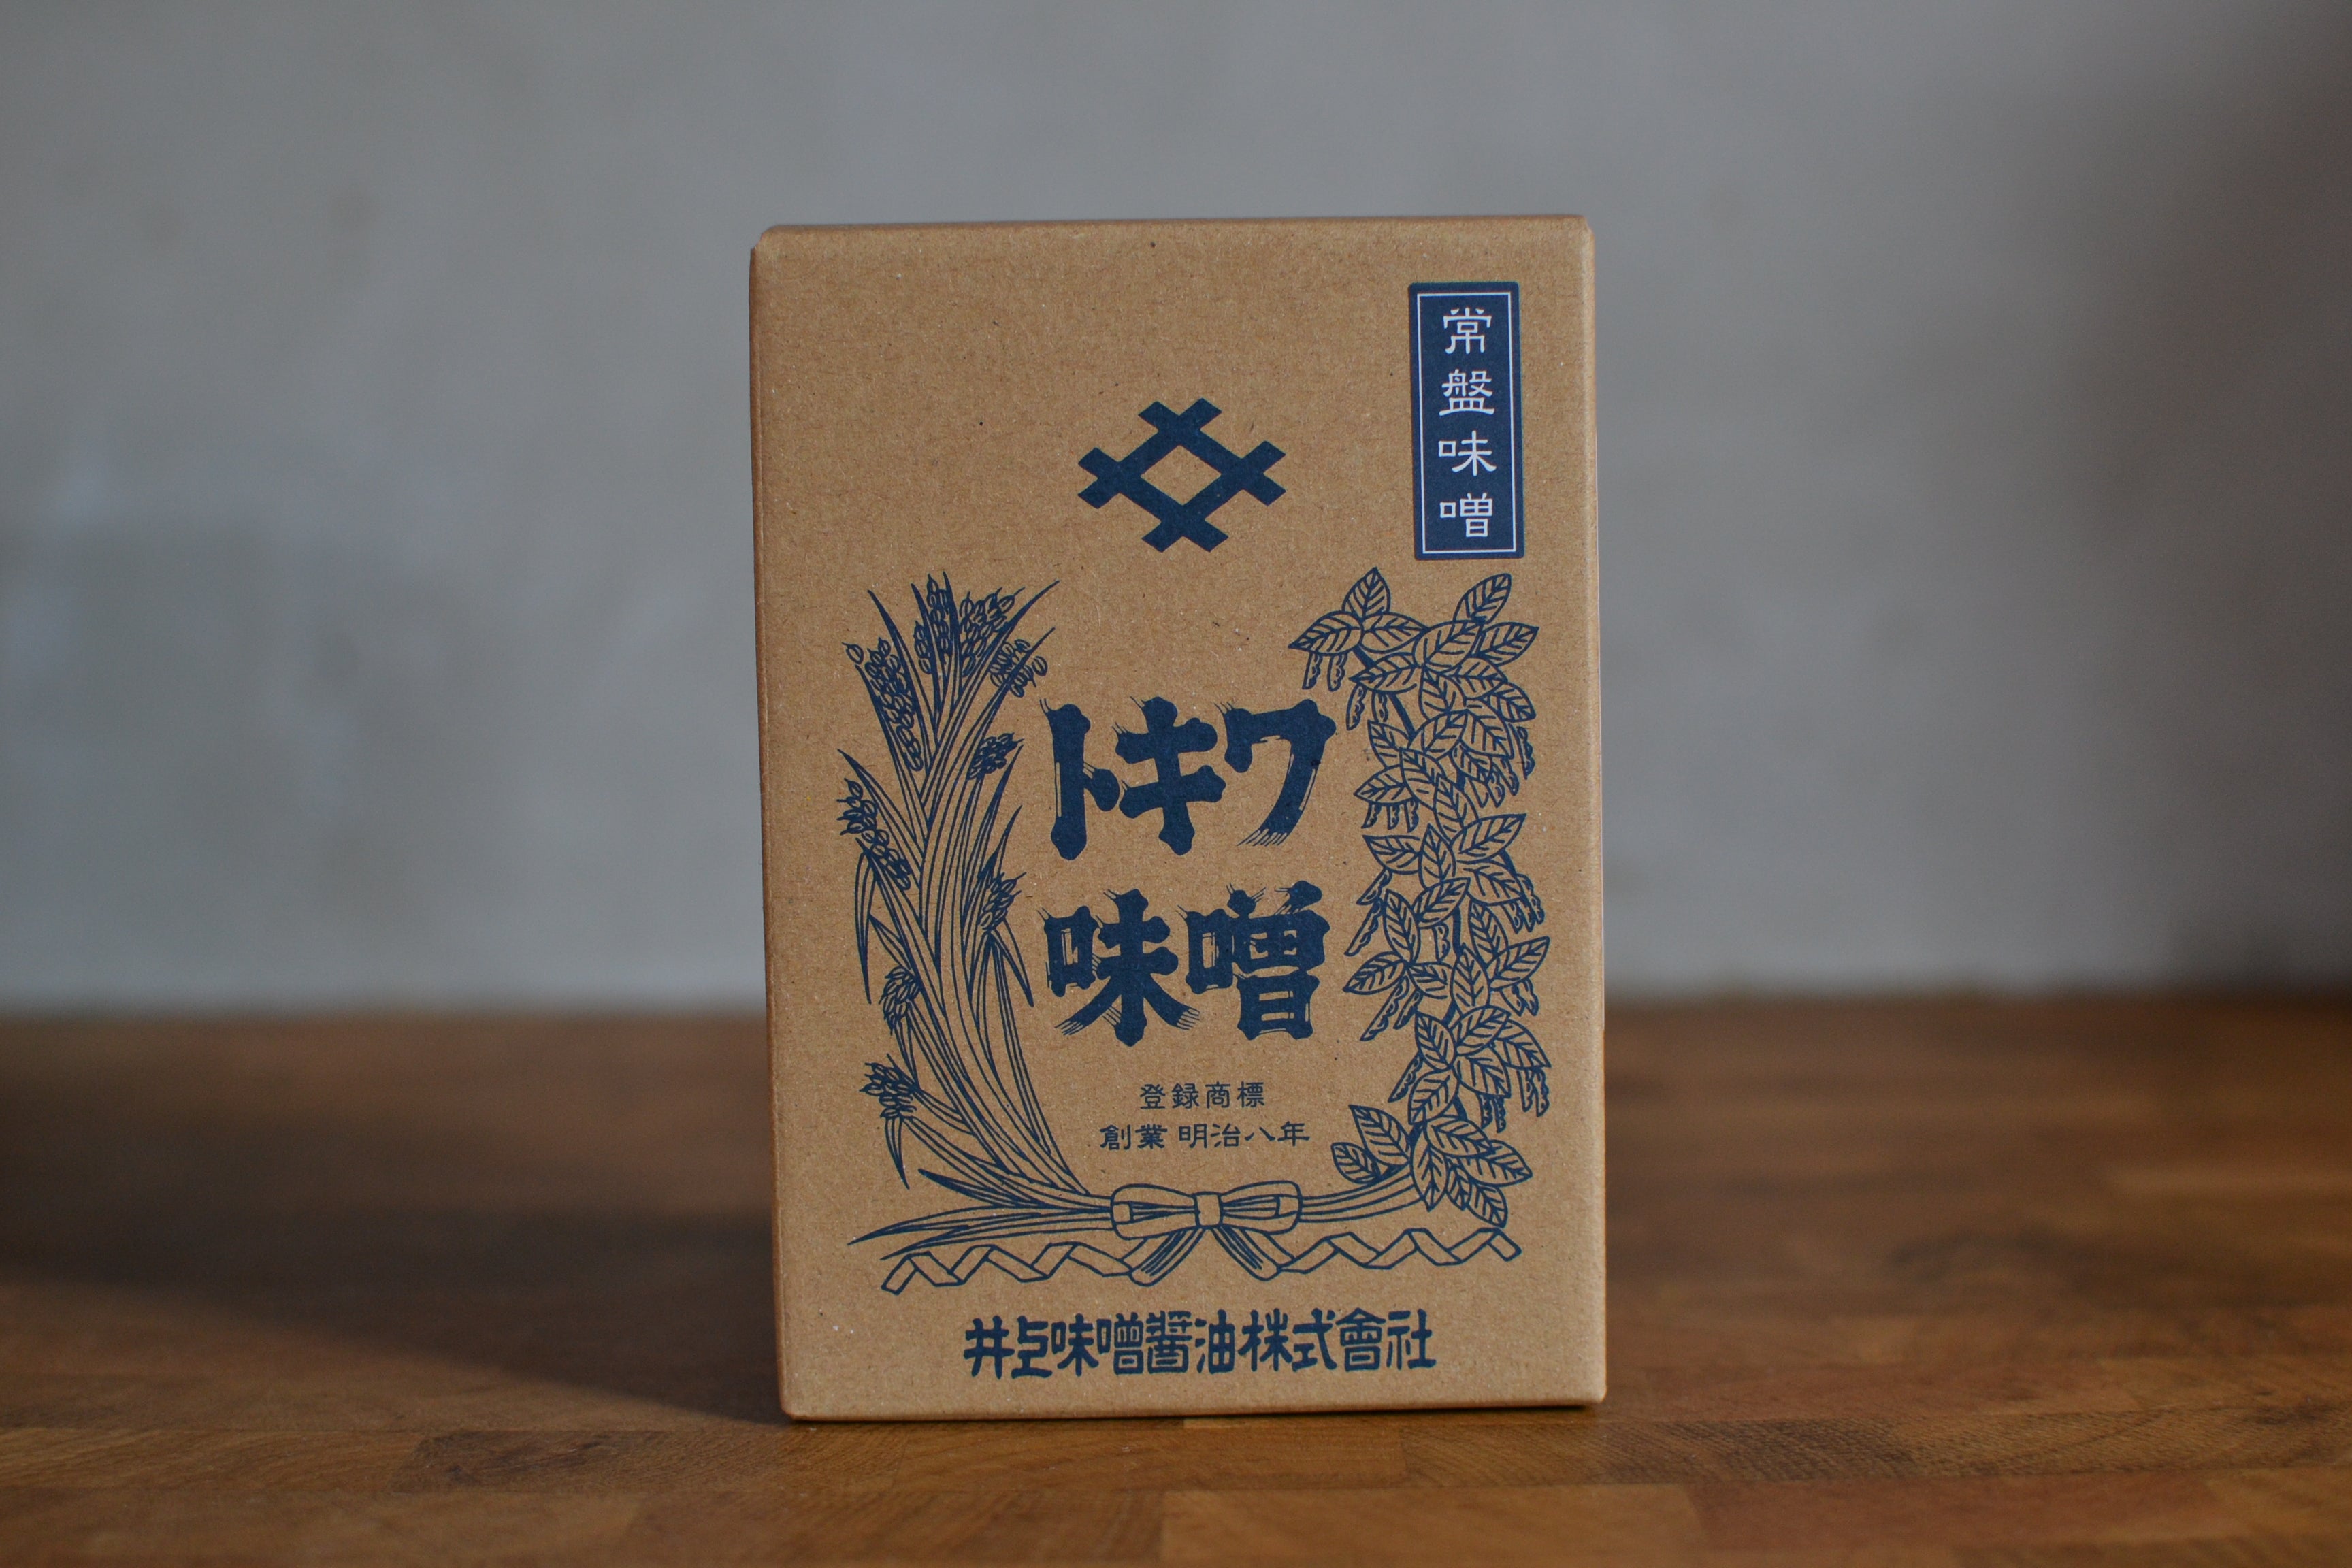 常盤味噌
トキワ
味噌
登録商標
創業 明治八年
井上味噌醤油株式會社